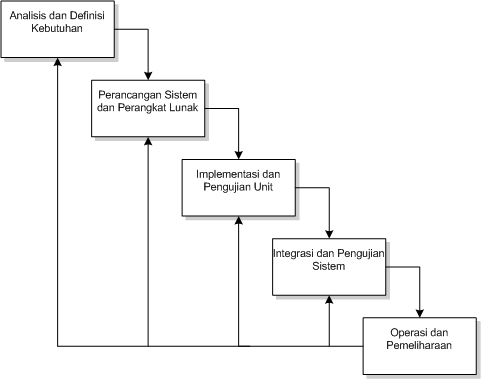 Analisis dan Definisi
Kebutuhan
Perancangan Sistem
dan Perangkat Lunak
Implementasi dan
Pengujian Unit
Integrasi dan Pengujian
Sistem
Operasi dan
Pemeliharaan